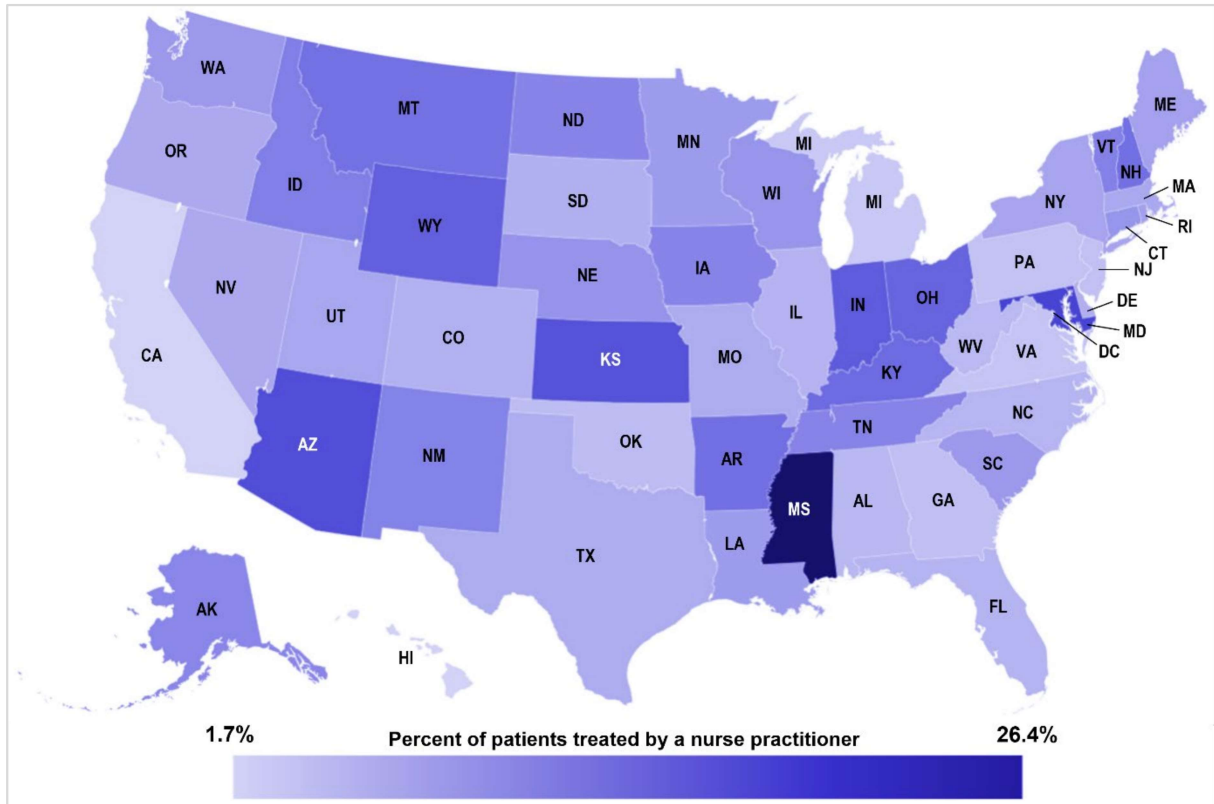 WA
MT
ND
MN
MI
ME
OR
ID
SD
WI
MI
VT
NH
NY
MA
RI
CT
WY
NE
IA
PA
NJ
NV
UT
CO
IL
IN
OH
DE
MD
DC
CA
KS
MO
KY
WV
VA
AZ
NM
OK
AR
TN
NC
SC
MS
AL
GA
TX
LA
FL
AK
HI
1.7%
Percent of patients treated by a nurse practitioner
26.4%